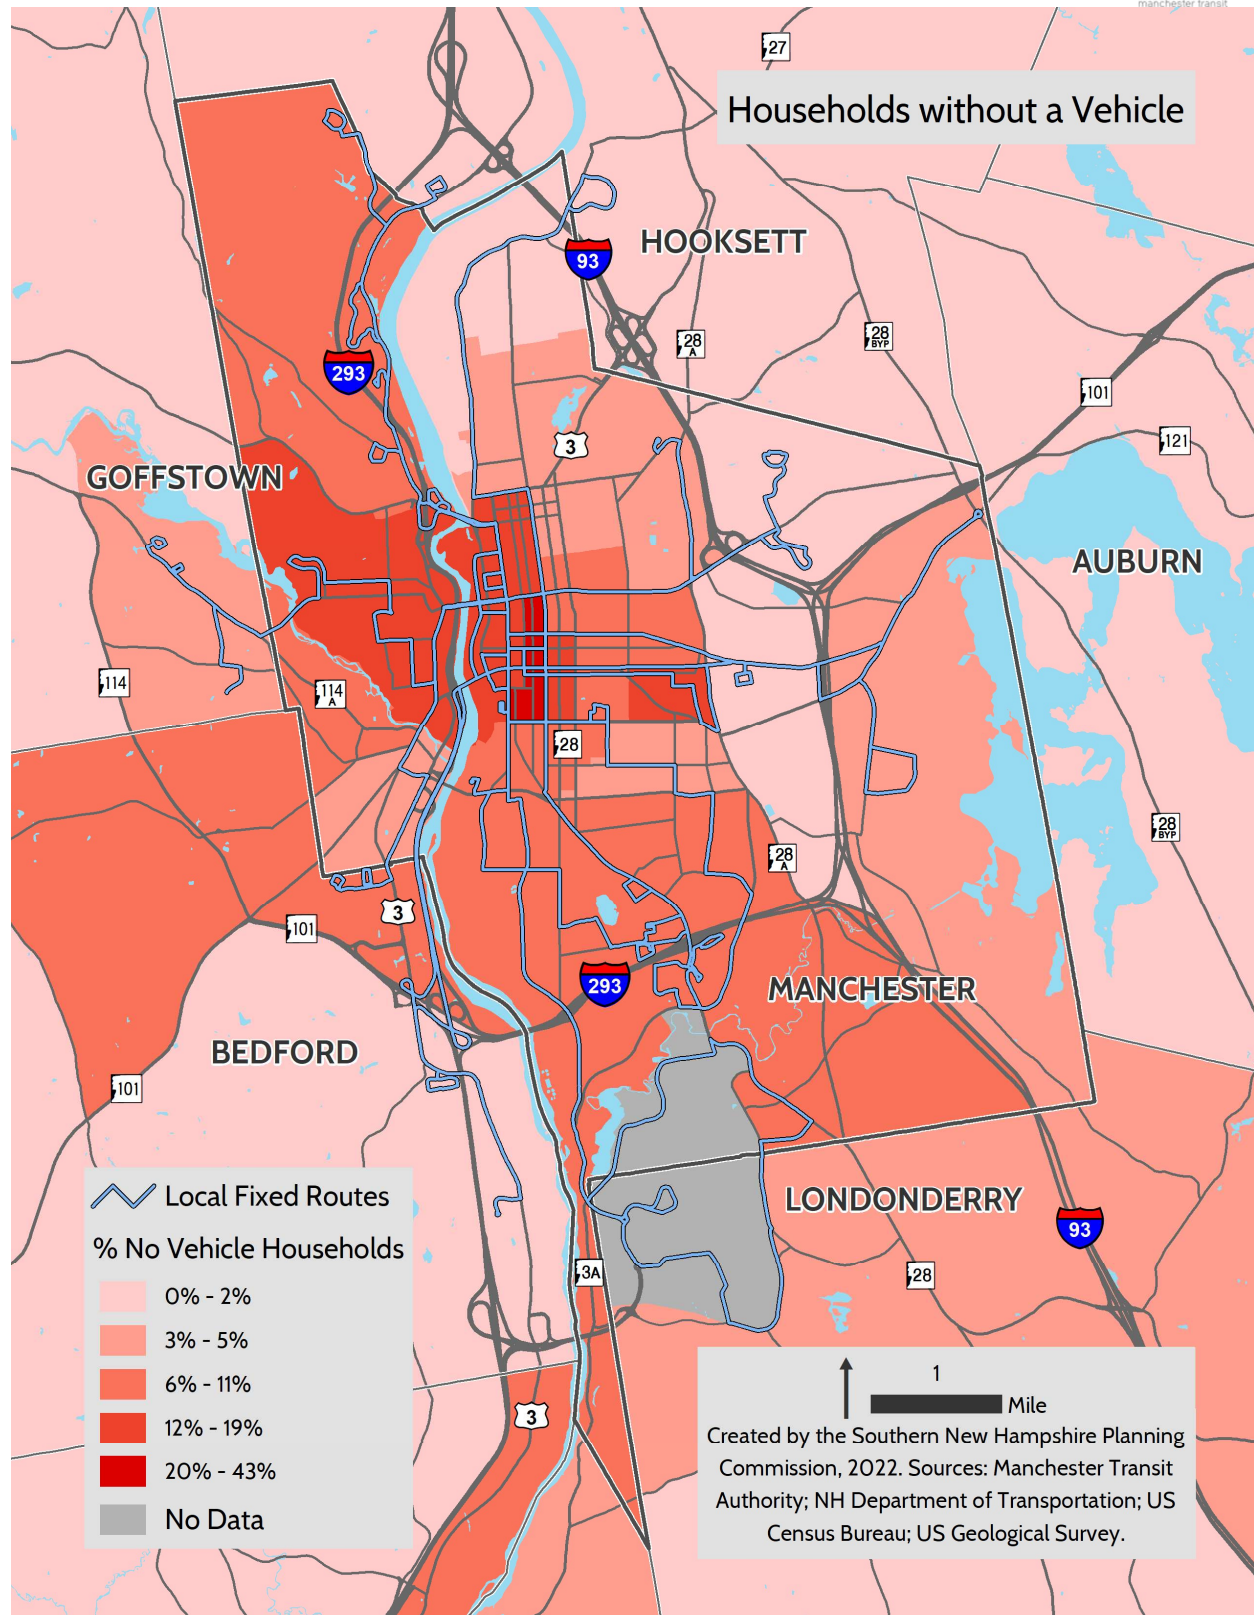 manchester transit
27
Households without a Vehicle
HOOKSETT
93
28
A
28
BYP
293
101
3
121
GOFFSTOWN
AUBURN
114
114
A
28
28
BYP
28
A
3
101
293
MANCHESTER
BEDFORD
101
LONDONDERRY
93
3A
28
3
Local Fixed Routes
% No Vehicle Households
0% - 2%
3% - 5%
6% - 11%
12% - 19%
20% - 43%
No Data
1
Mile
Created by the Southern New Hampshire Planning
Commission, 2022. Sources: Manchester Transit
Authority; NH Department of Transportation; US
Census Bureau; US Geological Survey.